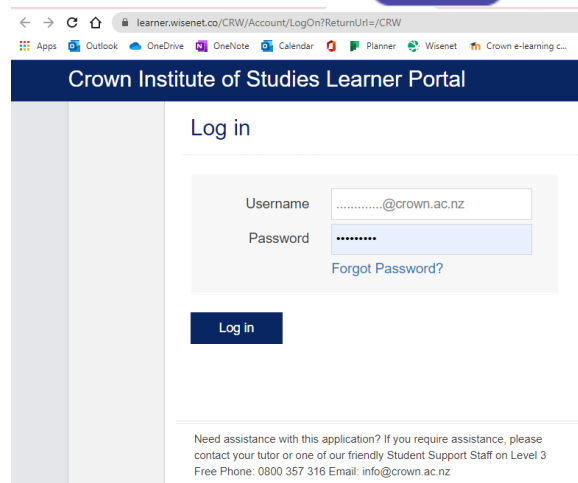 learner.wisenet.co/CRW/Account/LogOn?ReturnUrl=/CRW
Apps Outlook OneDrive OneNote Calendar Planner Wisenet Crown e-learning c...
Crown Institute of Studies Learner Portal
Log in
Username .............@crown.ac.nz
Password •••••••••
Forgot Password?
Log in
Need assistance with this application? If you require assistance, please
contact your tutor or one of our friendly Student Support Staff on Level 3
Free Phone: 0800 357 316 Email: info@crown.ac.nz